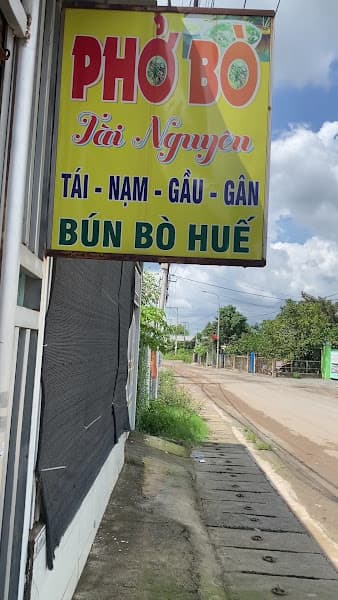 PHỞ BÒ
Tài Nguyên
TÁI - NẠM - GẦU - GÂN
BÚN BÒ HUẾ